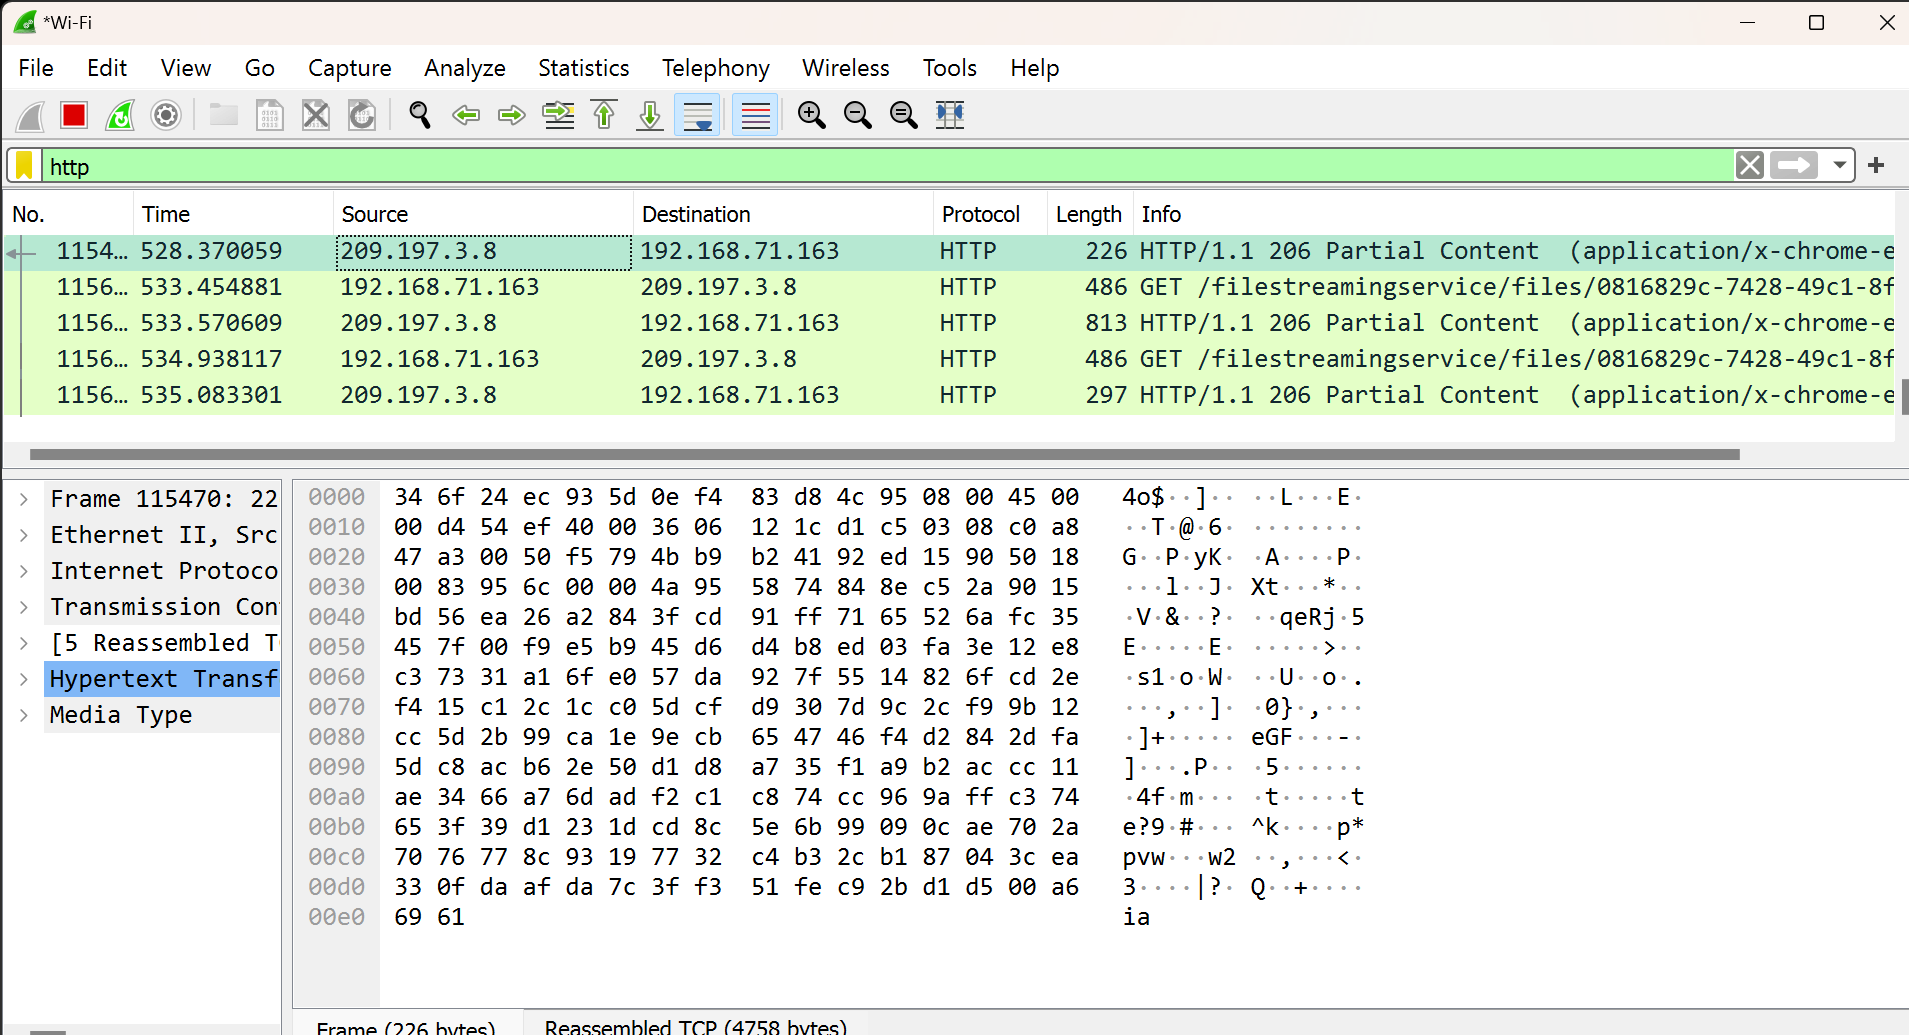 *Wi-Fi
File Edit View Go Capture Analyze Statistics Telephony Wireless Tools Help
http
No. Time Source Destination Protocol Length Info
1154… 528.370059 209.197.3.8 192.168.71.163 HTTP 226 HTTP/1.1 206 Partial Content (application/x-chrome-e
1156… 533.454881 192.168.71.163 209.197.3.8 HTTP 486 GET /filestreamingservice/files/0816829c-7428-49c1-8f
1156… 533.570609 209.197.3.8 192.168.71.163 HTTP 813 HTTP/1.1 206 Partial Content (application/x-chrome-e
1156… 534.938117 192.168.71.163 209.197.3.8 HTTP 486 GET /filestreamingservice/files/0816829c-7428-49c1-8f
1156… 535.083301 209.197.3.8 192.168.71.163 HTTP 297 HTTP/1.1 206 Partial Content (application/x-chrome-e
Frame 115470: 22
Ethernet II, Src
Internet Protoco
Transmission Con
[5 Reassembled T
Hypertext Transf
Media Type
0000 34 6f 24 ec 93 5d 0e f4 83 d8 4c 95 08 00 45 00 4o$··]·· ··L···E·
0010 00 d4 54 ef 40 00 36 06 12 1c d1 c5 03 08 c0 a8 ··T·@·6· ········
0020 47 a3 00 50 f5 79 4b b9 b2 41 92 ed 15 90 50 18 G··P·yK· ·A····P·
0030 00 83 95 6c 00 00 4a 95 58 74 84 8e c5 2a 90 15 ···l··J· Xt···*··
0040 bd 56 ea 26 a2 84 3f cd 91 ff 71 65 52 6a fc 35 ·V·&··?· ··qeRj·5
0050 45 7f 00 f9 e5 b9 45 d6 d4 b8 ed 03 fa 3e 12 e8 E·····E· ·····>··
0060 c3 73 31 a1 6f e0 57 da 92 7f 55 14 82 6f cd 2e ·s1·o·W· ··U··o·.
0070 f4 15 c1 2c 1c c0 5d cf d9 30 7d 9c 2c f9 9b 12 ···,··]· ·0}·,···
0080 cc 5d 2b 99 ca 1e 9e cb 65 47 46 f4 d2 84 2d fa ·]+····· eGF···-·
0090 5d c8 ac b6 2e 50 d1 d8 a7 35 f1 a9 b2 ac cc 11 ]···.P·· ·5······
00a0 ae 34 66 a7 6d ad f2 c1 c8 74 cc 96 9a ff c3 74 ·4f·m··· ·t·····t
00b0 65 3f 39 d1 23 1d cd 8c 5e 6b 99 09 0c ae 70 2a e?9·#··· ^k····p*
00c0 70 76 77 8c 93 19 77 32 c4 b3 2c b1 87 04 3c ea pvw···w2 ··,···<·
00d0 33 0f da af da 7c 3f f3 51 fe c9 2b d1 d5 00 a6 3····|?· Q··+····
00e0 69 61 ia
Frame (226 bytes) Reassembled TCP (4758 bytes)